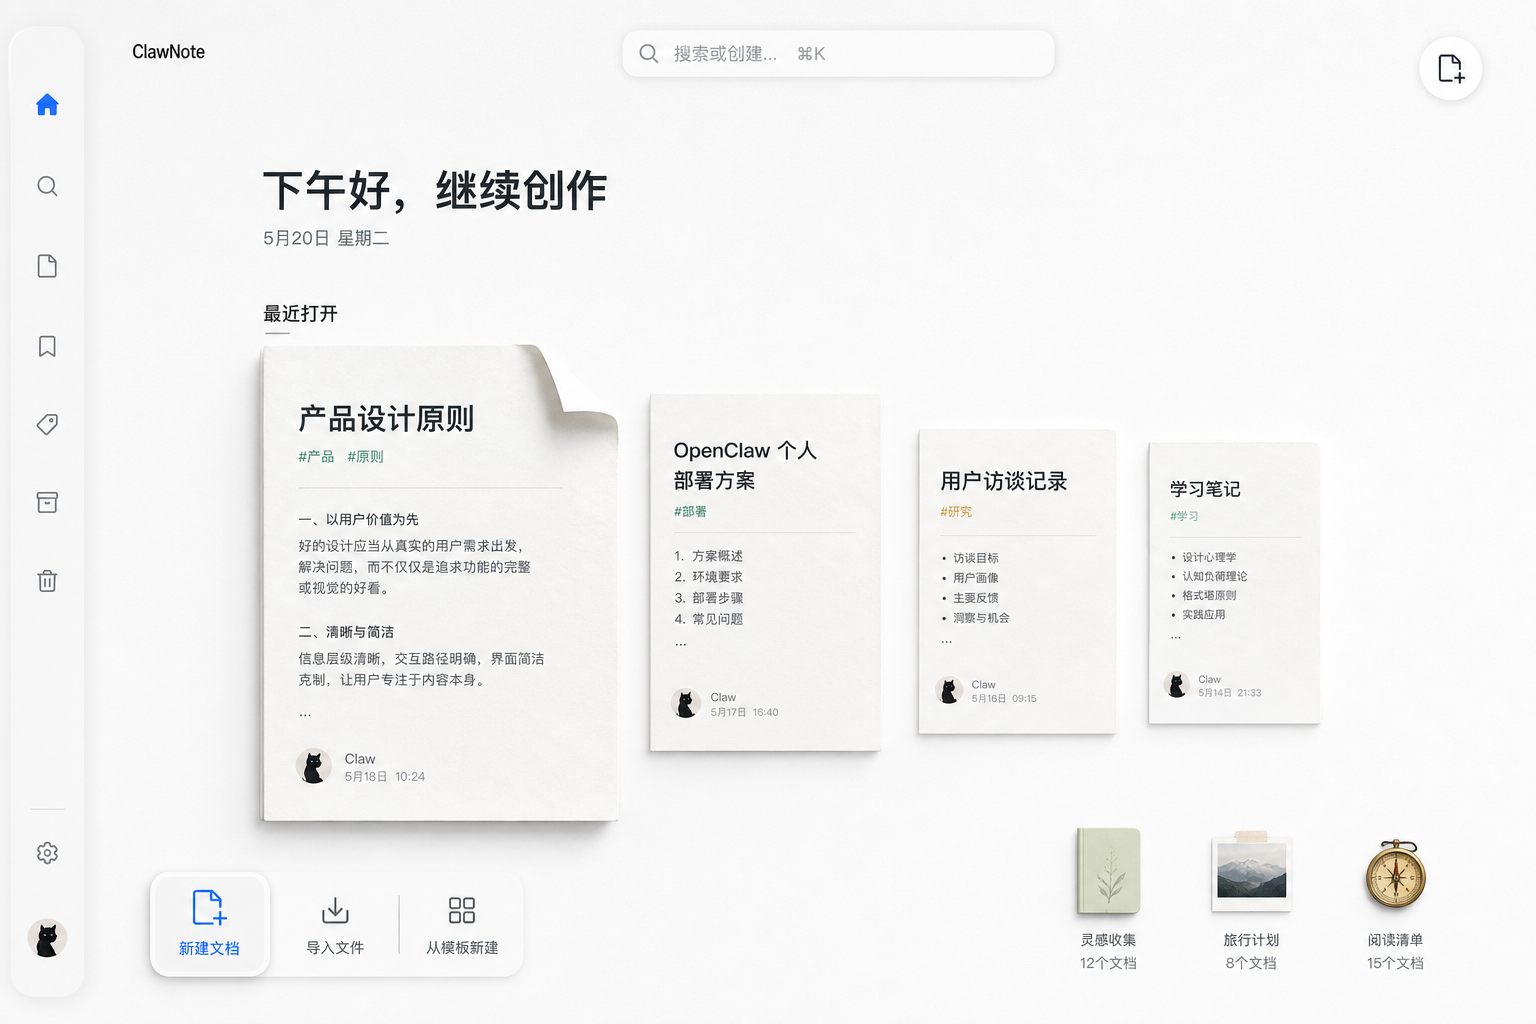 ClawNote
搜索或创建... ⌘K
下午好，继续创作
5月20日 星期二
最近打开
产品设计原则
#产品 #原则
一、以用户价值为先
好的设计应当从真实的用户需求出发，
解决问题，而不仅仅是追求功能的完整
或视觉的好看。
二、清晰与简洁
信息层级清晰，交互路径明确，界面简洁
克制，让用户专注于内容本身。
...
Claw
5月18日 10:24
OpenClaw 个人
部署方案
#部署
1. 方案概述
2. 环境要求
3. 部署步骤
4. 常见问题
...
Claw
5月17日 16:40
用户访谈记录
#研究
• 访谈目标
• 用户画像
• 主要反馈
• 洞察与机会
...
Claw
5月16日 09:15
学习笔记
#学习
• 设计心理学
• 认知负荷理论
• 格式塔原则
• 实践应用
...
Claw
5月14日 21:33
新建文档
导入文件
从模板新建
灵感收集
12个文档
旅行计划
8个文档
阅读清单
15个文档